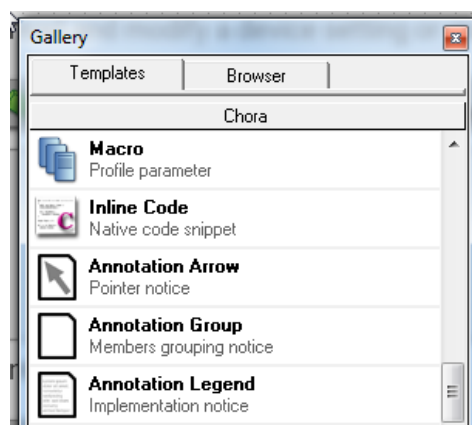 Gallery
Templates Browser
Chora
Macro
Profile parameter
Inline Code
Native code snippet
Annotation Arrow
Pointer notice
Annotation Group
Members grouping notice
Annotation Legend
Implementation notice